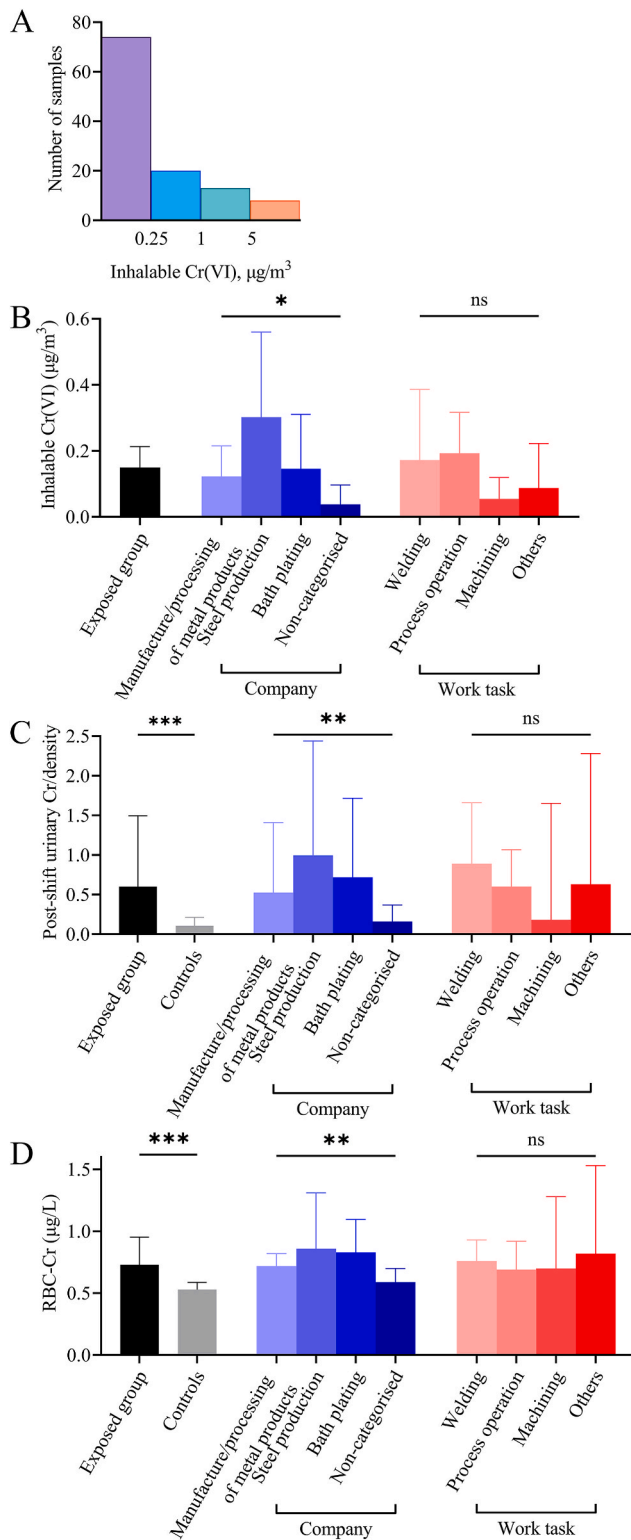 A
Number of samples
80
60
40
20
0
0.25 1 5
Inhalable Cr(VI), μg/m³
B
Inhalable Cr(VI) (μg/m³)
0.6
0.4
0.2
0.0
*
ns
Exposed group
Manufacture/processing
of metal products
Steel production
Bath plating
Non-categorised
Welding
Process operation
Machining
Others
Company
Work task
C
Post-shift urinary Cr/density
2.5
2.0
1.5
1.0
0.5
0.0
***
**
ns
Exposed group
Controls
Manufacture/processing
of metal products
Steel production
Bath plating
Non-categorised
Welding
Process operation
Machining
Others
Company
Work task
D
RBC-Cr (μg/L)
1.5
1.0
0.5
0.0
***
**
ns
Exposed group
Controls
Manufacture/processing
of metal products
Steel production
Bath plating
Non-categorised
Welding
Process operation
Machining
Others
Company
Work task